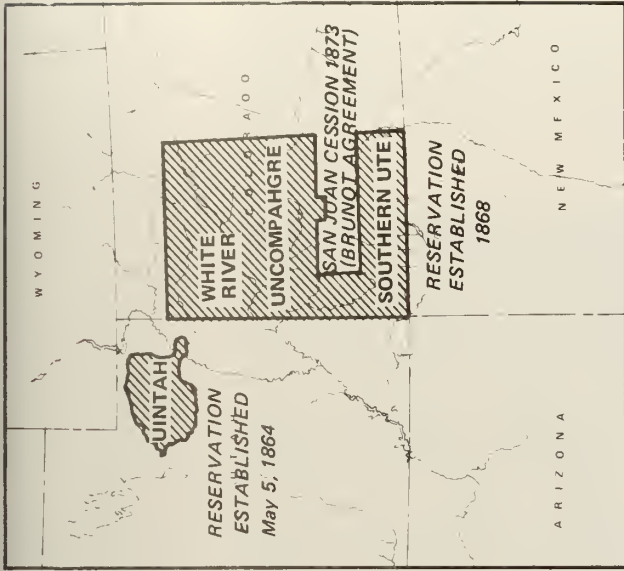 WYOMING
UINTAH
RESERVATION
ESTABLISHED
May 5, 1864
WHITE
RIVER
COLORADO
UNCOMPAHGRE
SAN JUAN CESSION 1873
(BRUNOT AGREEMENT)
SOUTHERN UTE
RESERVATION
ESTABLISHED
1868
ARIZONA
NEW MEXICO